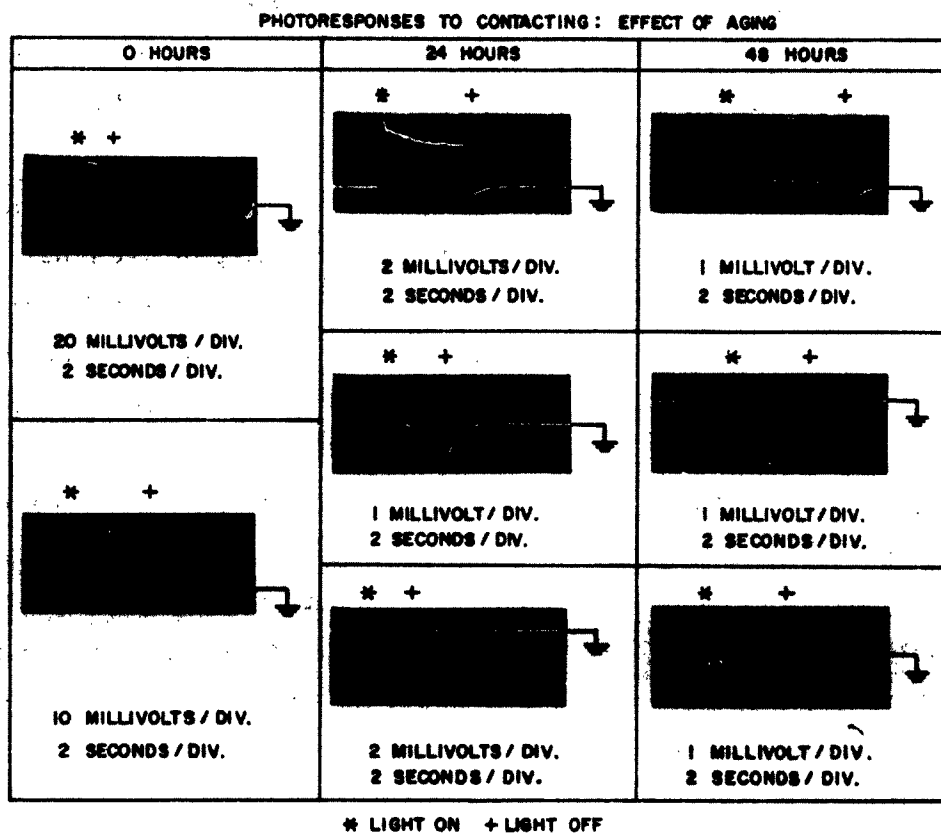 PHOTORESPONSES TO CONTACTING: EFFECT OF AGING
0 HOURS
24 HOURS
48 HOURS
* +
20 MILLIVOLTS / DIV.
2 SECONDS / DIV.
* +
10 MILLIVOLTS / DIV.
2 SECONDS / DIV.
* +
2 MILLIVOLTS / DIV.
2 SECONDS / DIV.
* +
1 MILLIVOLT / DIV.
2 SECONDS / DIV.
* +
2 MILLIVOLTS / DIV.
2 SECONDS / DIV.
* +
1 MILLIVOLT / DIV.
2 SECONDS / DIV.
* +
1 MILLIVOLT / DIV.
2 SECONDS / DIV.
* +
1 MILLIVOLT / DIV.
2 SECONDS / DIV.
* LIGHT ON + LIGHT OFF